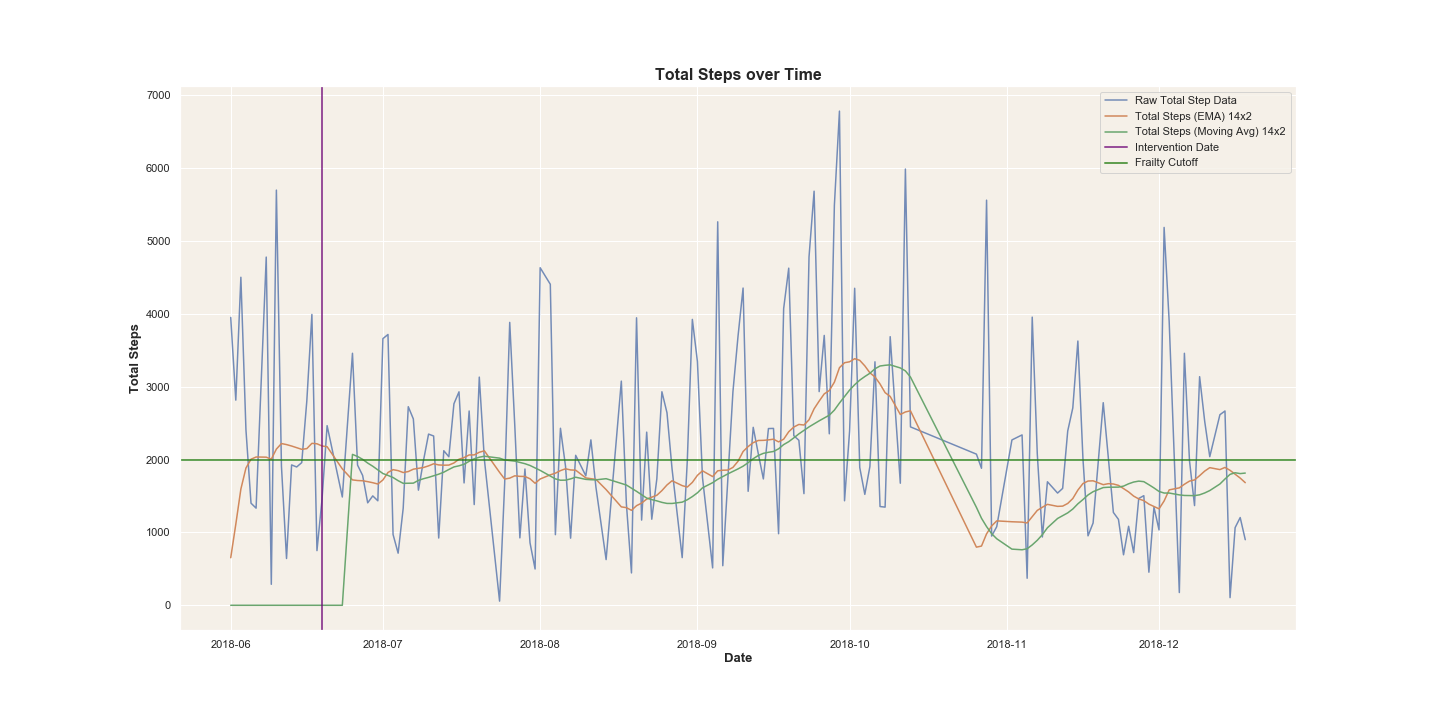 Total Steps over Time
Raw Total Step Data
Total Steps (EMA) 14x2
Total Steps (Moving Avg) 14x2
Intervention Date
Frailty Cutoff
Total Steps
7000
6000
5000
4000
3000
2000
1000
0
2018-06 2018-07 2018-08 2018-09 2018-10 2018-11 2018-12
Date